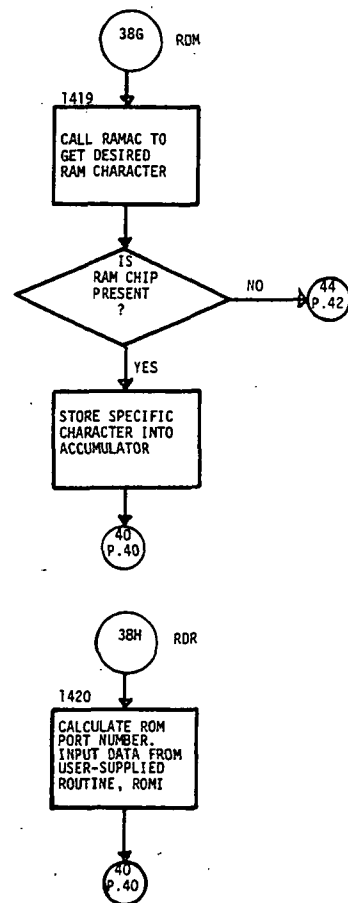 38G RDM
1419
CALL RAMAC TO
GET DESIRED
RAM CHARACTER
IS
RAM CHIP
PRESENT
?
NO
44
P.42
YES
STORE SPECIFIC
CHARACTER INTO
ACCUMULATOR
40
P.40
38H RDR
1420
CALCULATE ROM
PORT NUMBER.
INPUT DATA FROM
USER-SUPPLIED
ROUTINE, ROMI
40
P.40